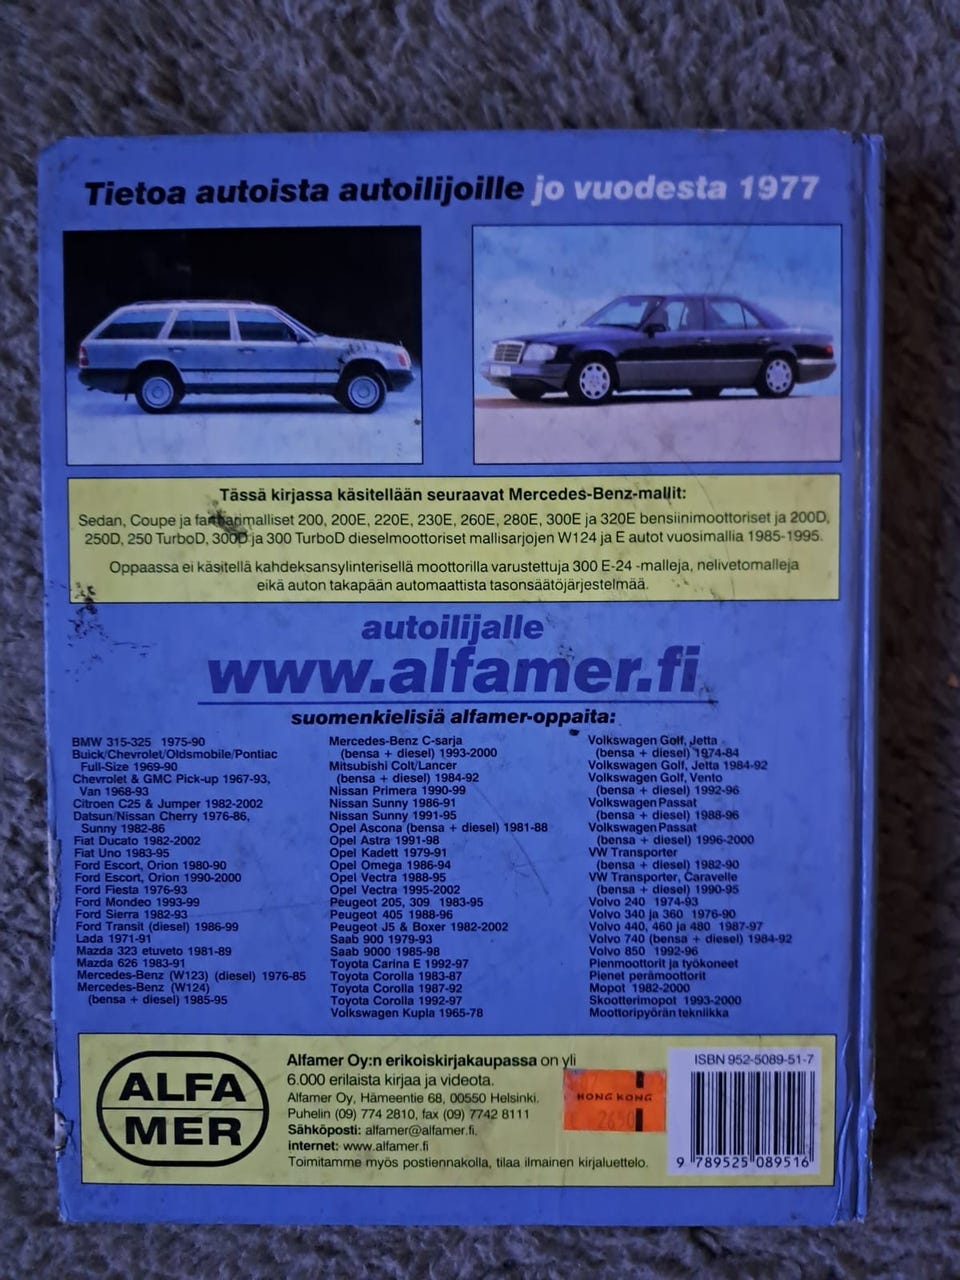 Tietoa autoista autoilijoille jo vuodesta 1977
Tässä kirjassa käsitellään seuraavat Mercedes-Benz-mallit:
Sedan, Coupe ja farmarimalliset 200, 200E, 220E, 230E, 260E, 280E, 300E ja 320E bensiinimoottoriset ja 200D,
250D, 250 TurboD, 300D ja 300 TurboD dieselmoottoriset mallisarjojen W124 ja E autot vuosimallia 1985-1995.
Oppaassa ei käsitellä kahdeksansylinterisellä moottorilla varustettuja 300 E-24 -malleja, nelivetomalleja
eikä auton takapään automaattista tasonsäätöjärjestelmää.
autoilijalle
www.alfamer.fi
suomenkielisiä alfamer-oppaita:
BMW 315-325 1975-90
Buick/Chevrolet/Oldsmobile/Pontiac
Full-Size 1969-90
Chevrolet & GMC Pick-up 1967-93,
Van 1968-93
Citroen C25 & Jumper 1982-2002
Datsun/Nissan Cherry 1976-86,
Sunny 1982-86
Fiat Ducato 1982-2002
Fiat Uno 1983-95
Ford Escort, Orion 1980-90
Ford Escort, Orion 1990-2000
Ford Fiesta 1976-93
Ford Mondeo 1993-99
Ford Sierra 1982-93
Ford Transit (diesel) 1986-99
Lada 1971-91
Mazda 323 etuveto 1981-89
Mazda 626 1983-91
Mercedes-Benz (W123) (diesel) 1976-85
Mercedes-Benz (W124)
(bensa + diesel) 1985-95
Mercedes-Benz C-sarja
(bensa + diesel) 1993-2000
Mitsubishi Colt/Lancer
(bensa + diesel) 1984-92
Nissan Primera 1990-99
Nissan Sunny 1986-91
Nissan Sunny 1991-95
Opel Ascona (bensa + diesel) 1981-88
Opel Astra 1991-98
Opel Kadett 1979-91
Opel Omega 1986-94
Opel Vectra 1988-95
Opel Vectra 1995-2002
Peugeot 205, 309 1983-95
Peugeot 405 1988-96
Peugeot J5 & Boxer 1982-2002
Saab 900 1979-93
Saab 9000 1985-98
Toyota Carina E 1992-97
Toyota Corolla 1983-87
Toyota Corolla 1987-92
Toyota Corolla 1992-97
Volkswagen Kupla 1965-78
Volkswagen Golf, Jetta
(bensa + diesel) 1974-84
Volkswagen Golf, Jetta 1984-92
Volkswagen Golf, Vento
(bensa + diesel) 1992-96
Volkswagen Passat
(bensa + diesel) 1988-96
Volkswagen Passat
(bensa + diesel) 1996-2000
VW Transporter
(bensa + diesel) 1982-90
VW Transporter, Caravelle
(bensa + diesel) 1990-95
Volvo 240 1974-93
Volvo 340 ja 360 1976-90
Volvo 440, 460 ja 480 1987-97
Volvo 740 (bensa + diesel) 1984-92
Volvo 850 1992-96
Pienmoottorit ja työkoneet
Pienet perämoottorit
Mopot 1982-2000
Skootterimopot 1993-2000
Moottoripyörän tekniikka
ALFA
MER
Alfamer Oy:n erikoiskirjakaupassa on yli
6.000 erilaista kirjaa ja videota.
Alfamer Oy, Hämeentie 68, 00550 Helsinki.
Puhelin (09) 774 2810, fax (09) 7742 8111
Sähköposti: alfamer@alfamer.fi,
internet: www.alfamer.fi
Toimitamme myös postiennakolla, tilaa ilmainen kirjaluettelo.
HONG KONG
ISBN 952-5089-51-7
9 789525 089516